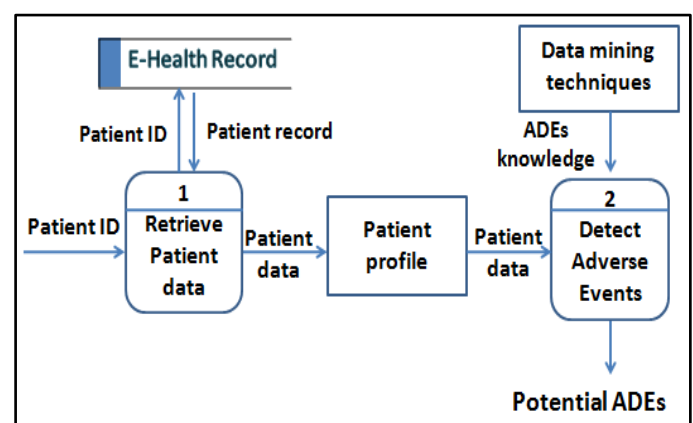 E-Health Record
Data mining
techniques
Patient ID
Patient record
ADEs
knowledge
Patient ID
1
Retrieve
Patient
data
Patient
data
Patient
profile
Patient
data
2
Detect
Adverse
Events
Potential ADEs